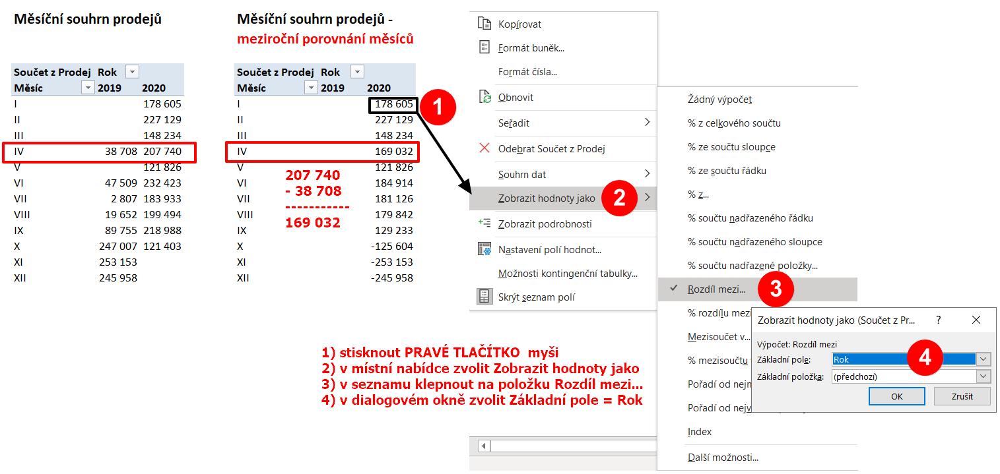 Měsíční souhrn prodejů
Součet z Prodej Rok
Měsíc 2019 2020
I 178 605
II 227 129
III 148 234
IV 38 708 207 740
V 121 826
VI 47 509 232 423
VII 2 807 183 933
VIII 19 652 199 494
IX 89 755 218 988
X 247 007 121 403
XI 253 153
XII 245 958
Měsíční souhrn prodejů -
meziroční porovnání měsíců
Součet z Prodej Rok
Měsíc 2019 2020
I 178 605
II 227 129
III 148 234
IV 169 032
V 121 826
VI 184 914
VII 181 126
VIII 179 842
IX 129 233
X -125 604
XI -253 153
XII -245 958
207 740
- 38 708
-----------
169 032
1
Kopírovat
Formát buněk...
Formát čísla...
Obnovit
Seřadit
Odebrat Součet z Prodej
Souhrn dat
Zobrazit hodnoty jako
2
Zobrazit podrobnosti
Nastavení polí hodnot...
Možnosti kontingenční tabulky...
Skrýt seznam polí
Žádný výpočet
% z celkového součtu
% ze součtu sloupce
% ze součtu řádku
% z...
% součtu nadřazeného řádku
% součtu nadřazeného sloupce
% součtu nadřazené položky...
Rozdíl mezi...
3
% rozdílu mezi
Mezisoučet v...
% mezisoučtu
Pořadí od
Pořadí od
Index
Další možnosti...
Zobrazit hodnoty jako (Součet z Pr... ?
Výpočet: Rozdíl mezi
Základní pole: Rok
4
Základní položka: (předchozí)
OK Zrušit
1) stisknout PRAVÉ TLAČÍTKO myši
2) v místní nabídce zvolit Zobrazit hodnoty jako
3) v seznamu klepnout na položku Rozdíl mezi...
4) v dialogovém okně zvolit Základní pole = Rok